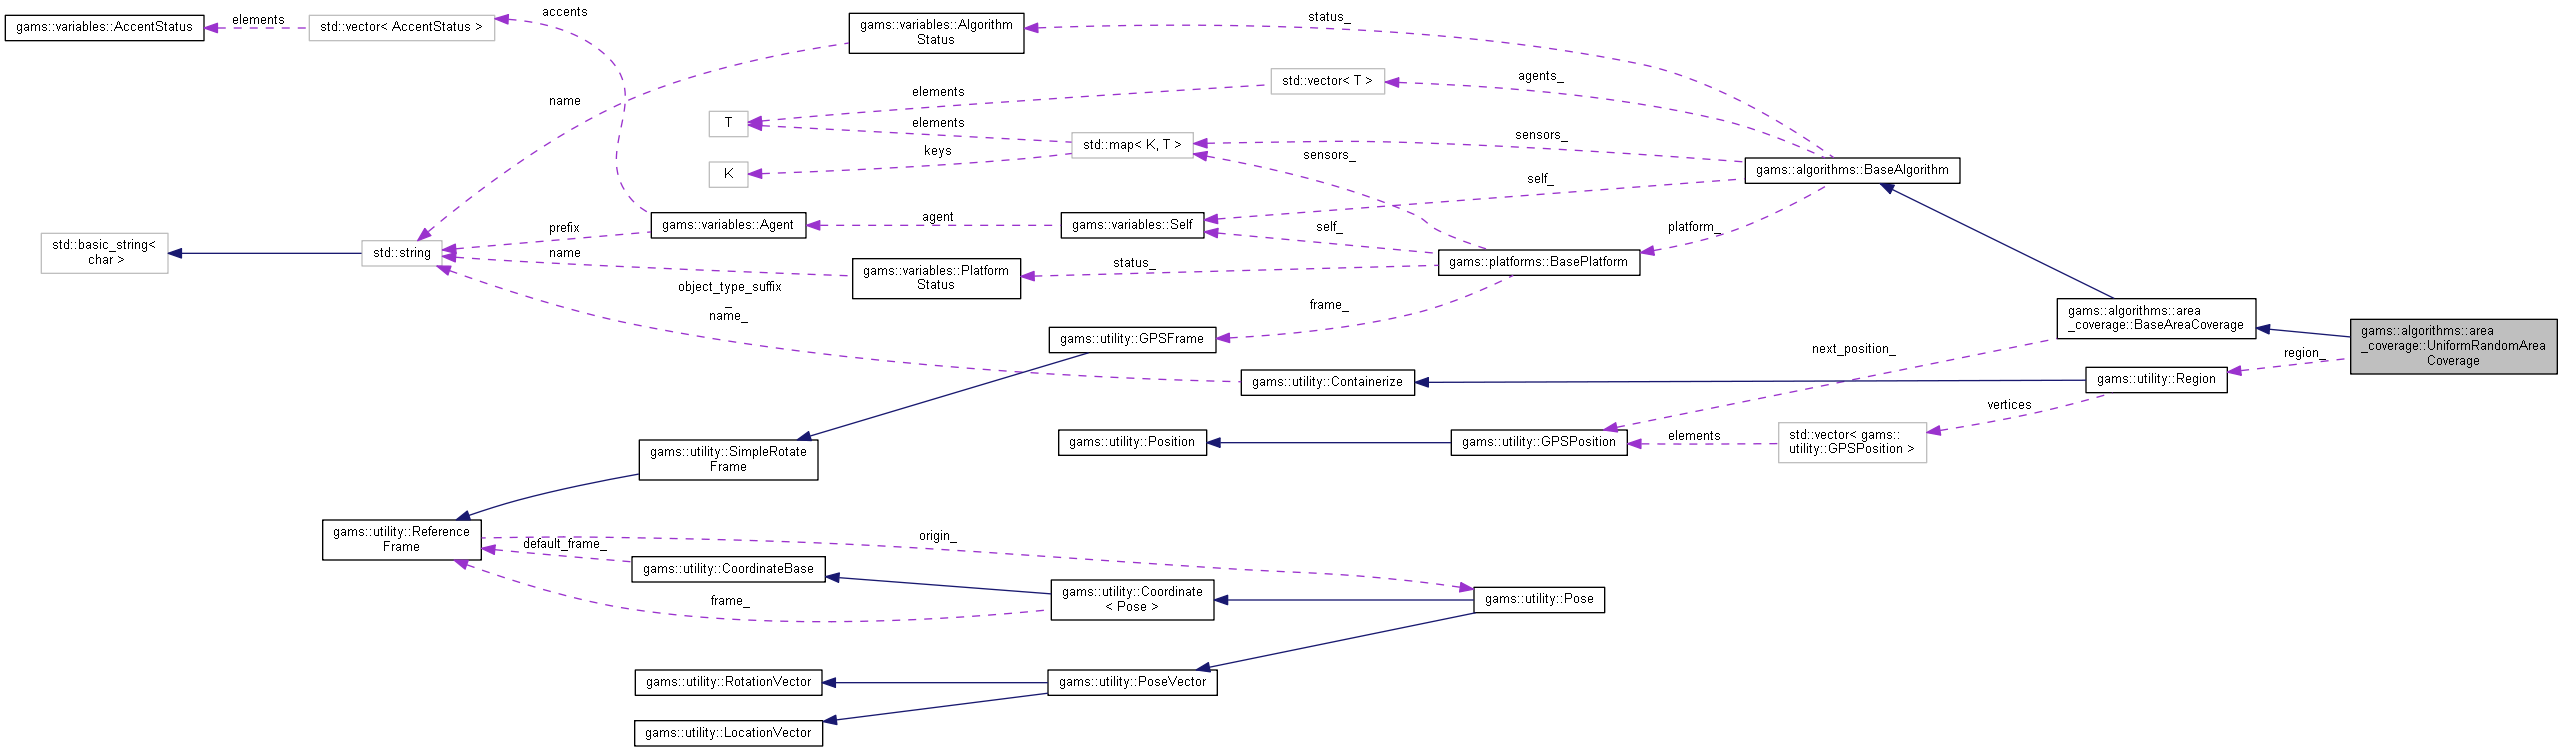 gams::variables::AccentStatus
elements
std::vector< AccentStatus >
accents
gams::variables::Algorithm
Status
status_
name
std::vector< T >
agents_
elements
T
elements
std::map< K, T >
sensors_
sensors_
keys
K
gams::algorithms::BaseAlgorithm
self_
gams::variables::Agent
agent
gams::variables::Self
self_
platform_
prefix
std::basic_string<
char >
std::string
name
gams::variables::Platform
Status
status_
gams::platforms::BasePlatform
object_type_suffix
_
name_
frame_
gams::utility::GPSFrame
gams::algorithms::area
_coverage::BaseAreaCoverage
gams::algorithms::area
_coverage::UniformRandomArea
Coverage
next_position_
region_
gams::utility::Containerize
gams::utility::Region
vertices
gams::utility::Position
gams::utility::GPSPosition
elements
std::vector< gams::
utility::GPSPosition >
gams::utility::SimpleRotate
Frame
gams::utility::Reference
Frame
origin_
default_frame_
gams::utility::CoordinateBase
frame_
gams::utility::Coordinate
< Pose >
gams::utility::Pose
gams::utility::RotationVector
gams::utility::PoseVector
gams::utility::LocationVector